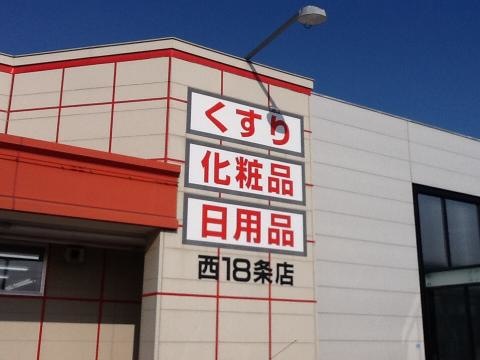 くすり
化粧品
日用品
西18条店